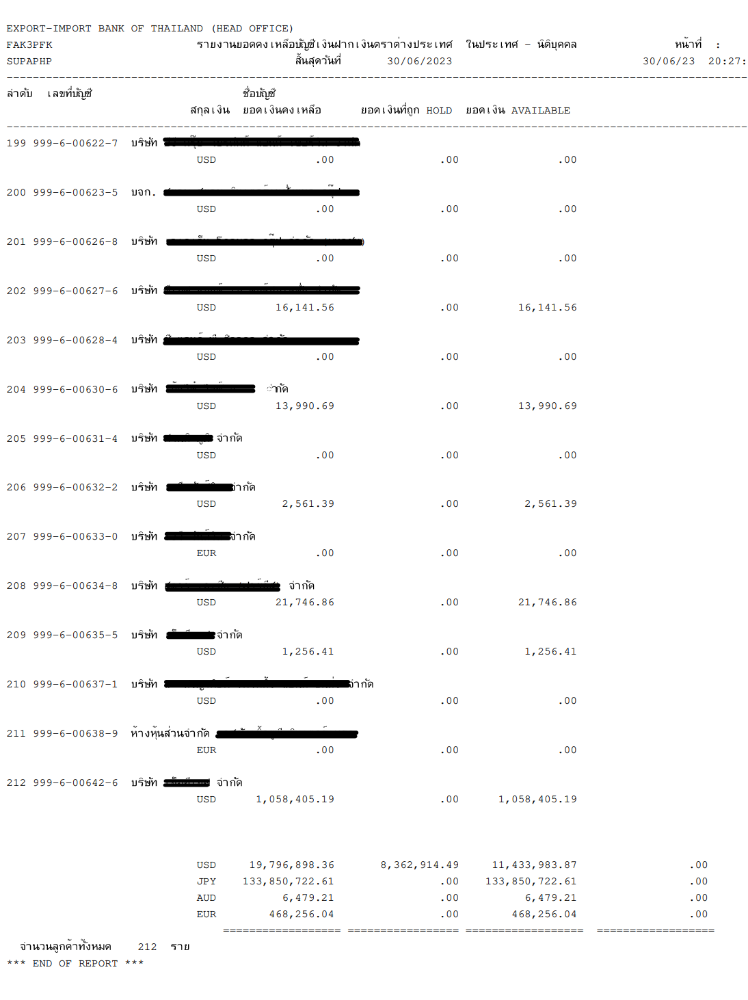 EXPORT-IMPORT BANK OF THAILAND (HEAD OFFICE)
FAK3PFK รายงานยอดคงเหลือบัญชีเงินฝากเงินตราต่างประเทศ ในประเทศ - นิติบุคคล หน้าที่ :
SUPAPHP สิ้นสุดวันที่ 30/06/2023 30/06/23 20:27:
ลำดับ เลขที่บัญชี ชื่อบัญชี
สกุลเงิน ยอดเงินคงเหลือ ยอดเงินที่ถูก HOLD ยอดเงิน AVAILABLE
199 999-6-00622-7 บริษัท
USD .00 .00 .00
200 999-6-00623-5 บจก.
USD .00 .00 .00
201 999-6-00626-8 บริษัท
USD .00 .00 .00
202 999-6-00627-6 บริษัท
USD 16,141.56 .00 16,141.56
203 999-6-00628-4 บริษัท
USD .00 .00 .00
204 999-6-00630-6 บริษัท ำกัด
USD 13,990.69 .00 13,990.69
205 999-6-00631-4 บริษัท จำกัด
USD .00 .00 .00
206 999-6-00632-2 บริษัท จำกัด
USD 2,561.39 .00 2,561.39
207 999-6-00633-0 บริษัท จำกัด
EUR .00 .00 .00
208 999-6-00634-8 บริษัท จำกัด
USD 21,746.86 .00 21,746.86
209 999-6-00635-5 บริษัท จำกัด
USD 1,256.41 .00 1,256.41
210 999-6-00637-1 บริษัท จำกัด
USD .00 .00 .00
211 999-6-00638-9 ห้างหุ้นส่วนจำกัด
EUR .00 .00 .00
212 999-6-00642-6 บริษัท จำกัด
USD 1,058,405.19 .00 1,058,405.19
USD 19,796,898.36 8,362,914.49 11,433,983.87 .00
JPY 133,850,722.61 .00 133,850,722.61 .00
AUD 6,479.21 .00 6,479.21 .00
EUR 468,256.04 .00 468,256.04 .00
================== ================= ================== ==================
จำนวนลูกค้าทั้งหมด 212 ราย
*** END OF REPORT ***